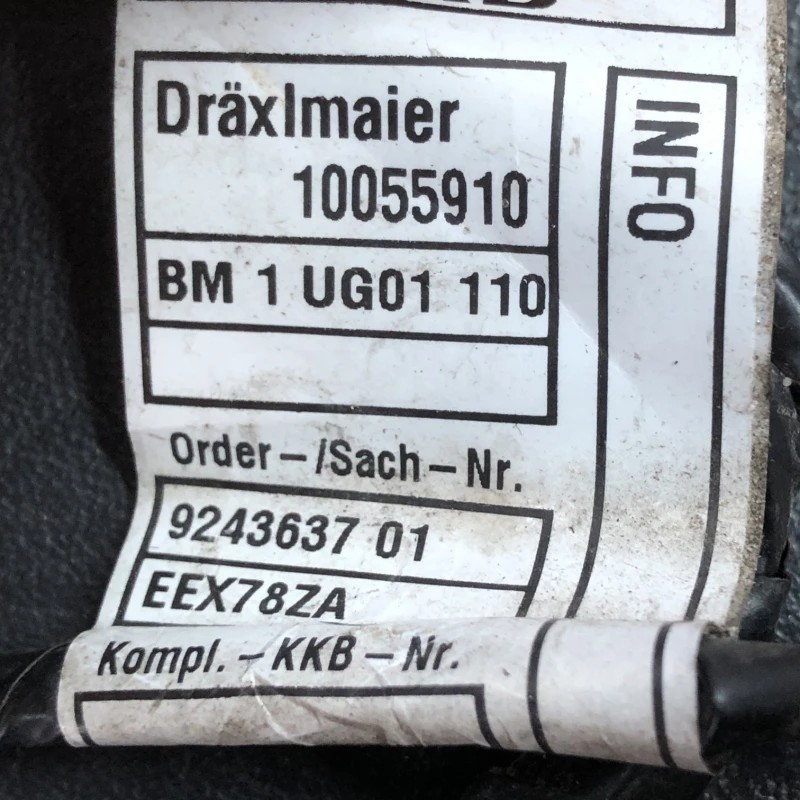 Dräxlmaier
10055910
BM 1 UG01 110
INFO
Order-/Sach-Nr.
9243637 01
EEX78ZA
Kompl.-KKB-Nr.